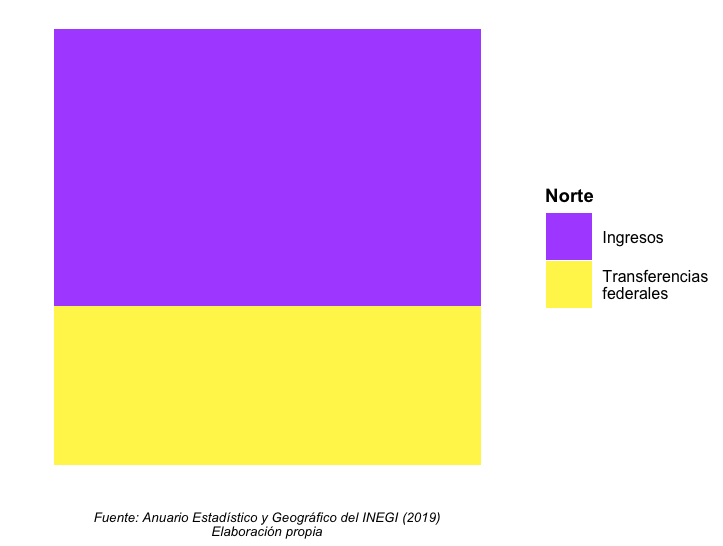 Norte
Ingresos
Transferencias
federales
Fuente: Anuario Estadístico y Geográfico del INEGI (2019)
Elaboración propia